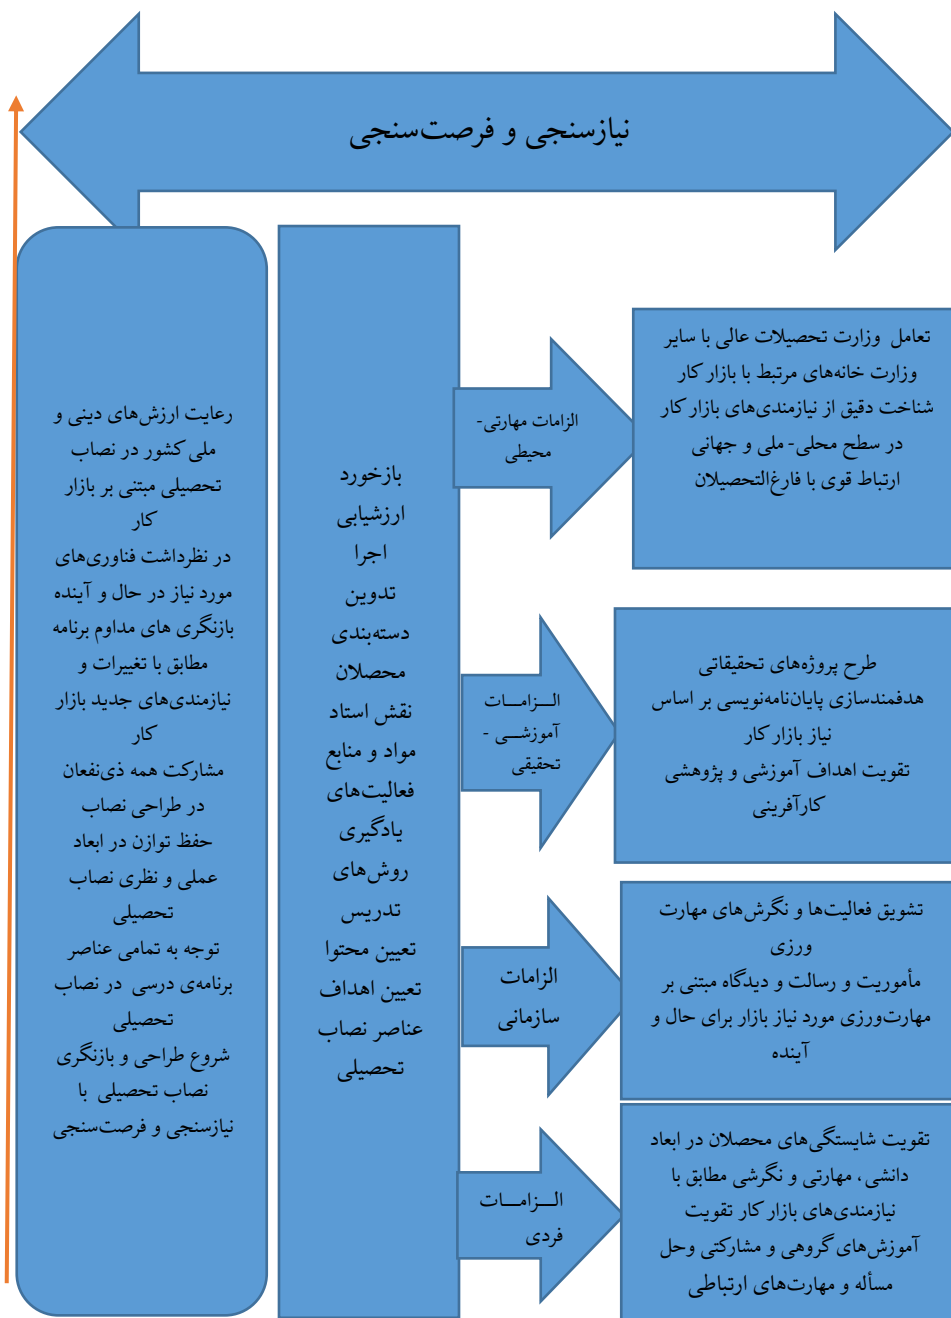 نیازسنجی و فرصت‌سنجی
تعامل وزارت تحصیلات عالی با سایر
وزارت خانه‌های مرتبط با بازار کار
شناخت دقیق از نیازمندی‌های بازار کار
در سطح محلی- ملی و جهانی
ارتباط قوی با فارغ‌التحصیلان
الزامات مهارتی-
محیطی
طرح پروژه‌های تحقیقاتی
هدفمندسازی پایان‌نامه‌نویسی بر اساس
نیاز بازار کار
تقویت اهداف آموزشی و پژوهشی
کارآفرینی
الـــزامـــات
آموزشـــی -
تحقیقی
تشویق فعالیت‌ها و نگرش‌های مهارت
ورزی
مأموریت و رسالت و دیدگاه مبتنی بر
مهارت‌ورزی مورد نیاز بازار برای حال و
آینده
الزامات
سازمانی
تقویت شایستگی‌های محصلان در ابعاد
دانشی، مهارتی و نگرشی مطابق با
نیازمندی‌های بازار کار تقویت
آموزش‌های گروهی و مشارکتی وحل
مسأله و مهارت‌های ارتباطی
الـــزامـــات
فردی
بازخورد
ارزشیابی
اجرا
تدوین
دسته‌بندی
محصلان
نقش استاد
مواد و منابع
فعالیت‌های
یادگیری
روش‌های
تدریس
تعیین محتوا
تعیین اهداف
عناصر نصاب
تحصیلی
رعایت ارزش‌های دینی و
ملی کشور در نصاب
تحصیلی مبتنی بر بازار
کار
در نظرداشت فناوری‌های
مورد نیاز در حال و آینده
بازنگری های مداوم برنامه
مطابق با تغییرات و
نیازمندی‌های جدید بازار
کار
مشارکت همه ذی‌نفعان
در طراحی نصاب
حفظ توازن در ابعاد
عملی و نظری نصاب
تحصیلی
توجه به تمامی عناصر
برنامه‌ی درسی در نصاب
تحصیلی
شروع طراحی و بازنگری
نصاب تحصیلی با
نیازسنجی و فرصت‌سنجی